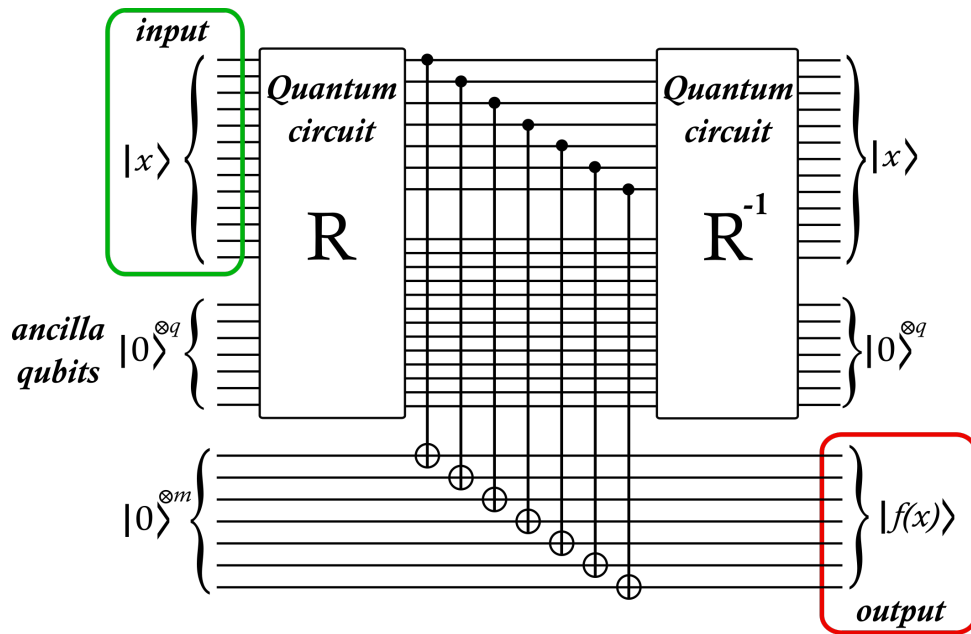 input
|x⟩
Quantum
circuit
R
Quantum
circuit
R⁻¹
|x⟩
ancilla
qubits
|0⟩⊗q
|0⟩⊗q
|0⟩⊗m
|f(x)⟩
output